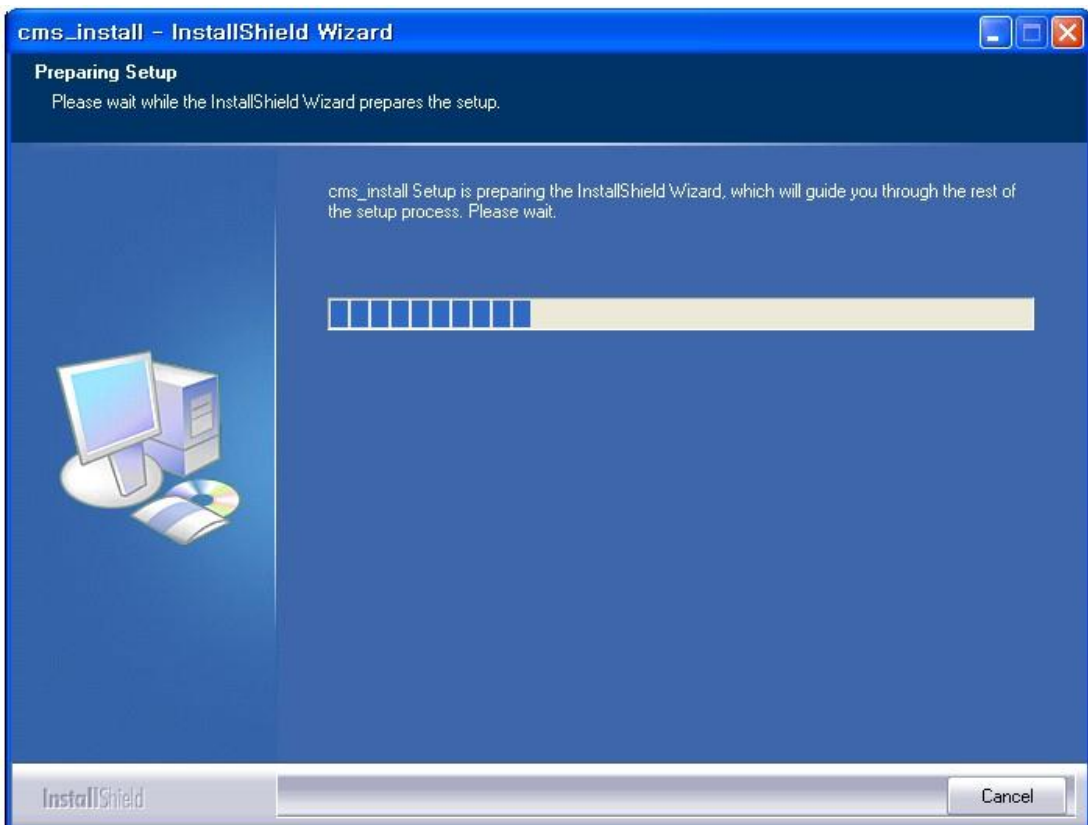 cms_install - InstallShield Wizard
Preparing Setup
Please wait while the InstallShield Wizard prepares the setup.
cms_install Setup is preparing the InstallShield Wizard, which will guide you through the rest of
the setup process. Please wait.
InstallShield
Cancel